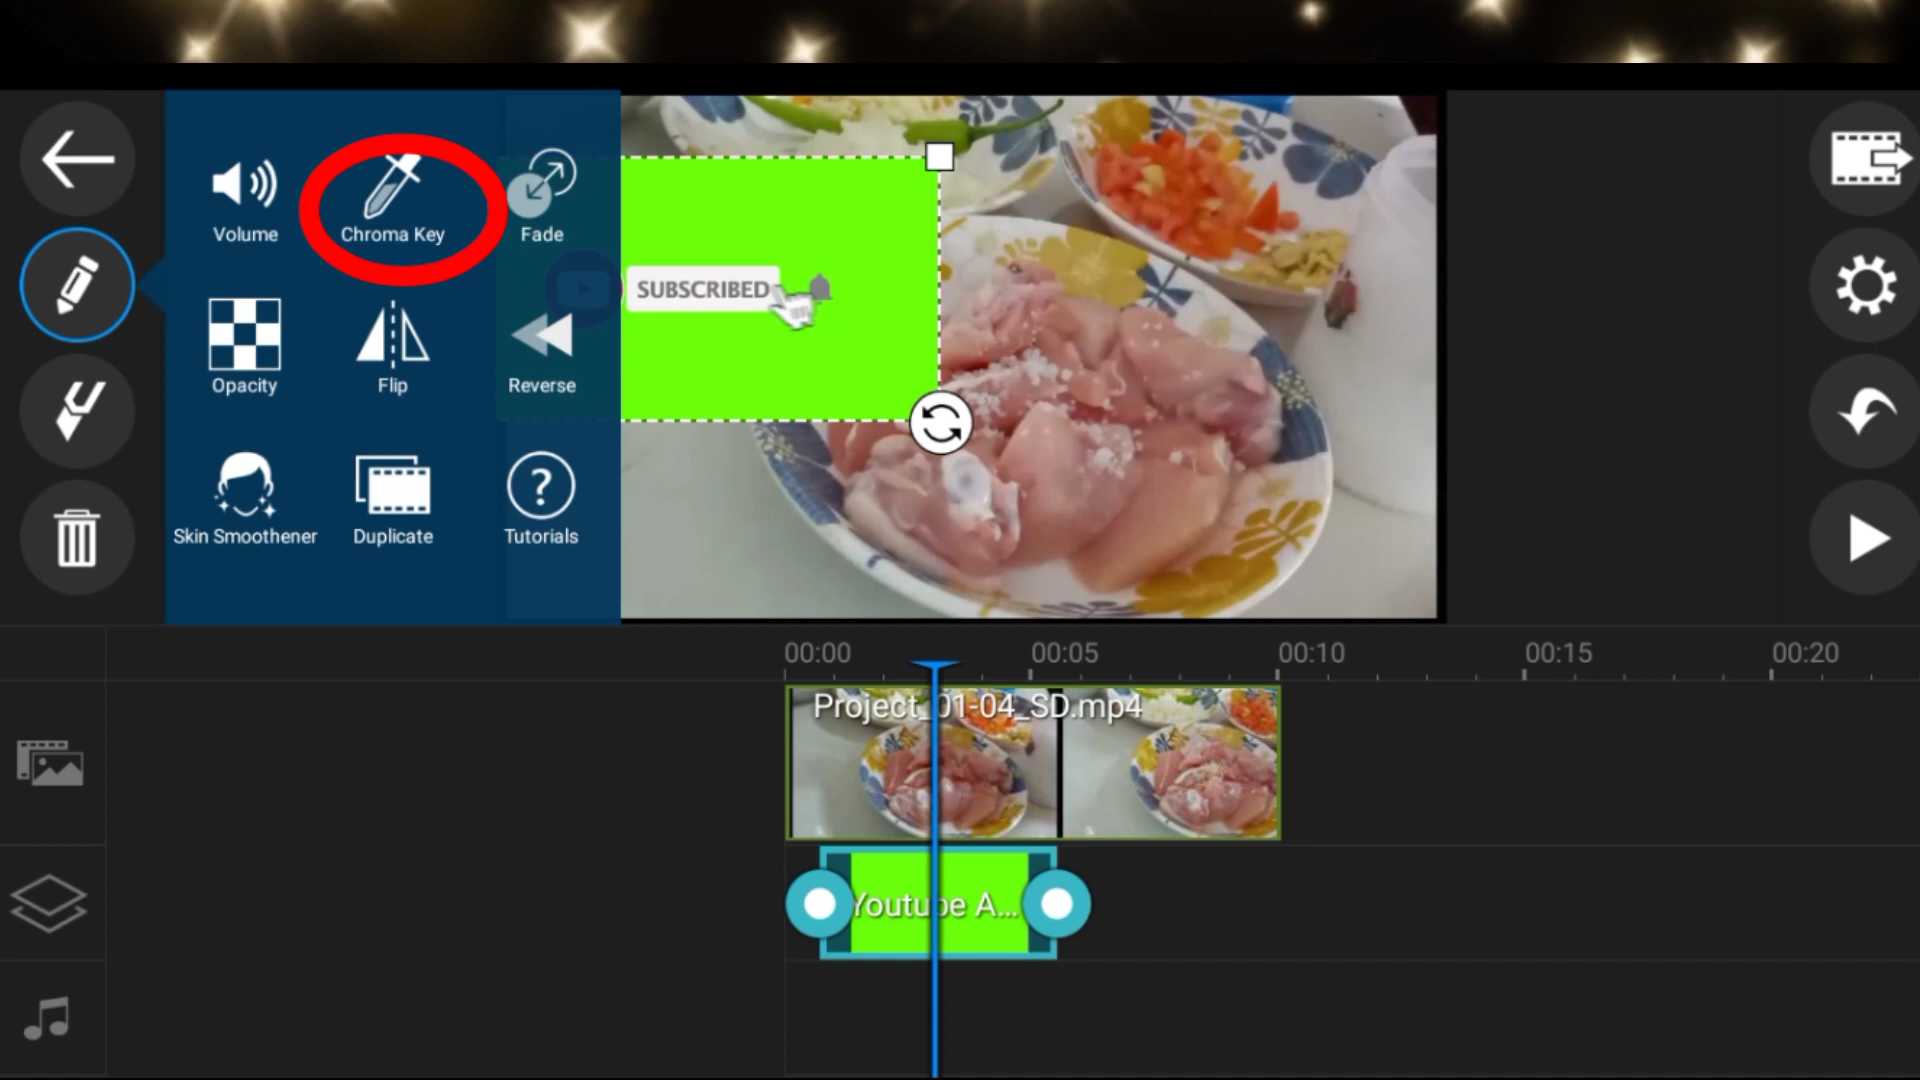 Volume
Chroma Key
Fade
SUBSCRIBED
Opacity
Flip
Reverse
Skin Smoothener
Duplicate
Tutorials
00:00
00:05
00:10
00:15
00:20
Project_01-04_SD.mp4
Youtube A...